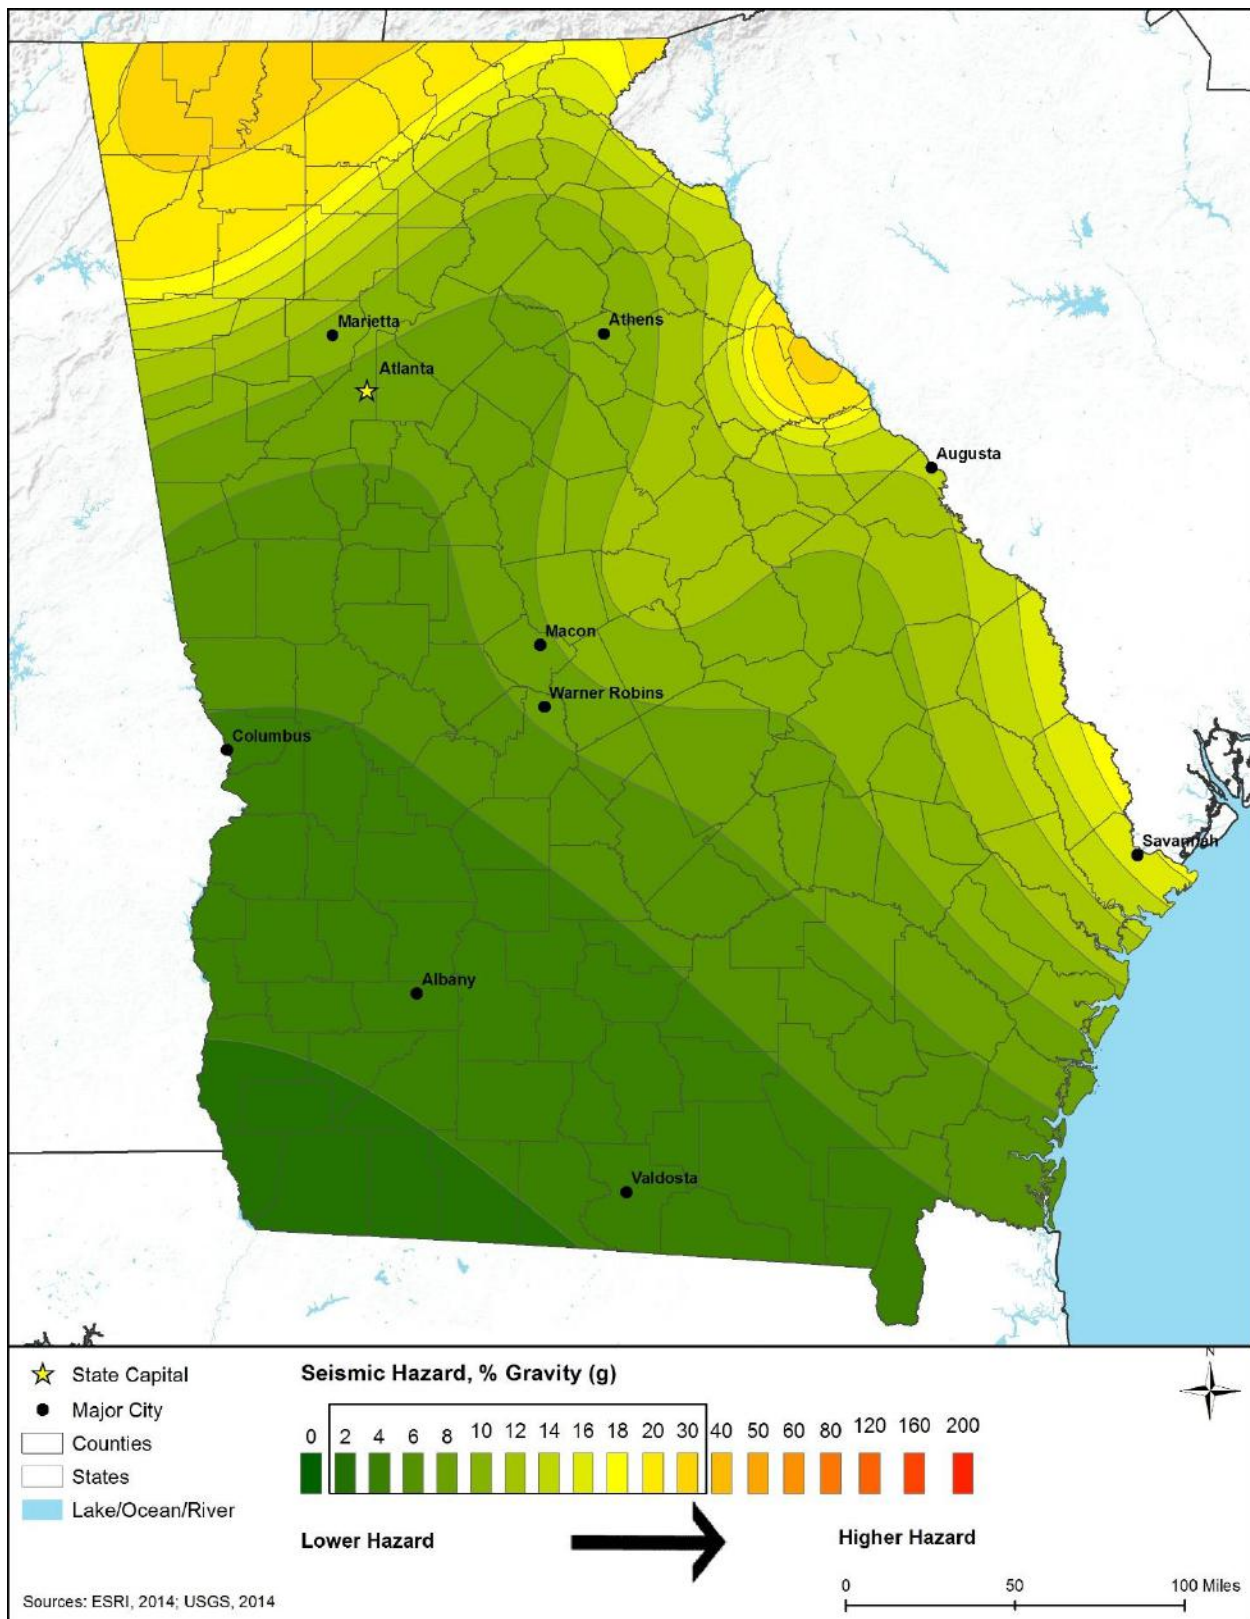 Marietta
Athens
Atlanta
Augusta
Macon
Warner Robins
Columbus
Savannah
Albany
Valdosta
State Capital
Major City
Counties
States
Lake/Ocean/River
Seismic Hazard, % Gravity (g)
0 2 4 6 8 10 12 14 16 18 20 30 40 50 60 80 120 160 200
Lower Hazard
Higher Hazard
N
0 50 100 Miles
Sources: ESRI, 2014; USGS, 2014